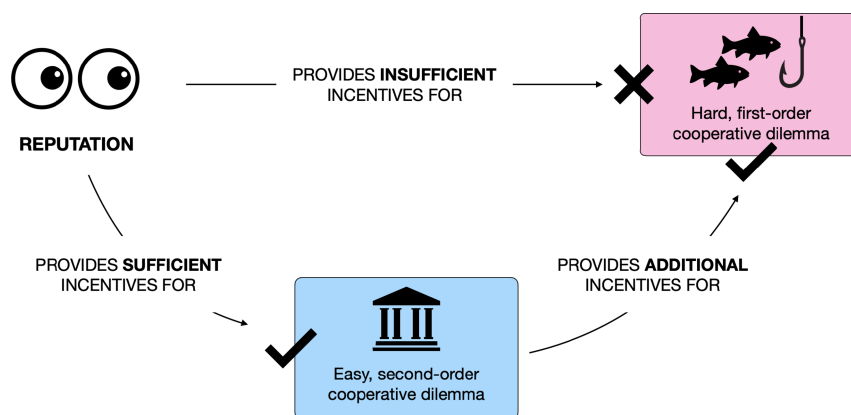 PROVIDES INSUFFICIENT
INCENTIVES FOR
Hard, first-order
cooperative dilemma
REPUTATION
PROVIDES SUFFICIENT
INCENTIVES FOR
PROVIDES ADDITIONAL
INCENTIVES FOR
Easy, second-order
cooperative dilemma